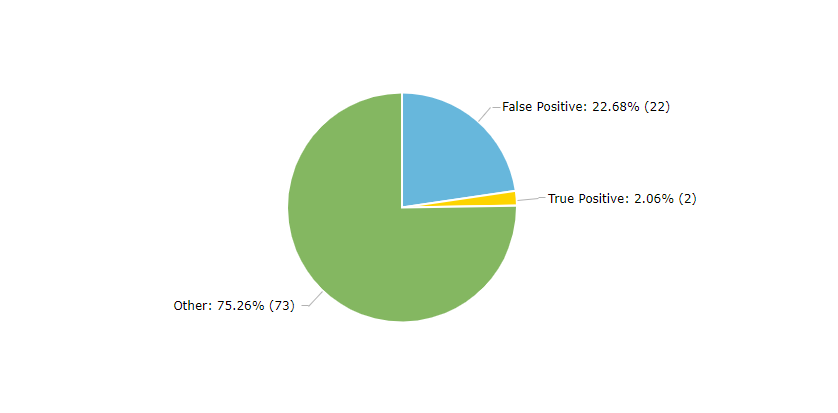 False Positive: 22.68% (22)
True Positive: 2.06% (2)
Other: 75.26% (73)